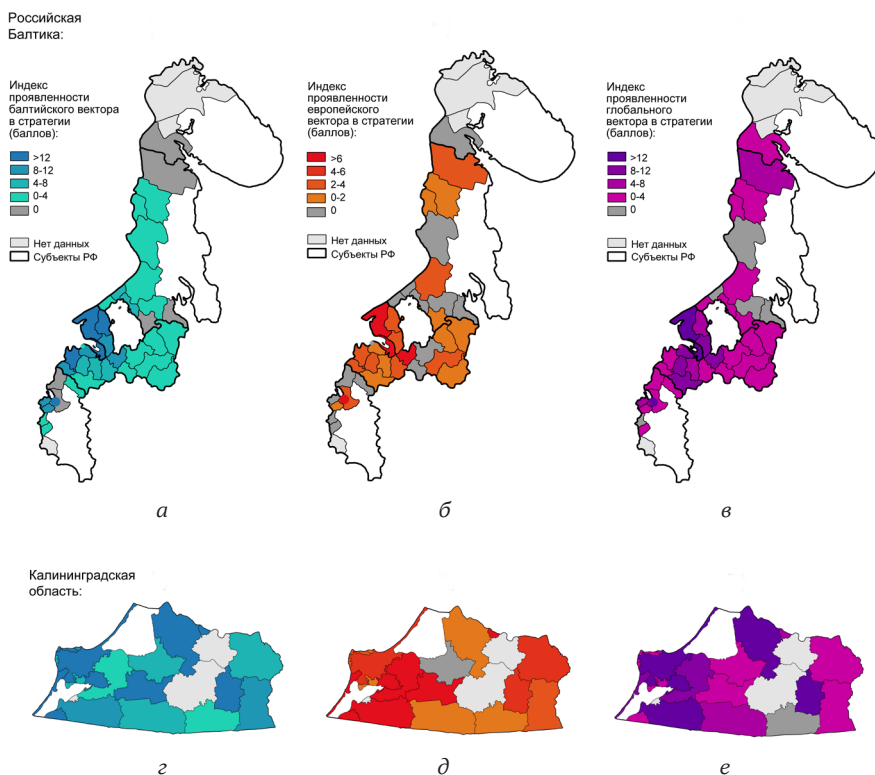 Российская
Балтика:
Индекс
проявленности
балтийского вектора
в стратегии
(баллов):
>12
8-12
4-8
0-4
0
Нет данных
Субъекты РФ
а
Индекс
проявленности
европейского
вектора в стратегии
(баллов):
>6
4-6
2-4
0-2
0
Нет данных
Субъекты РФ
б
Индекс
проявленности
глобального
вектора в стратегии
(баллов):
>12
8-12
4-8
0-4
0
Нет данных
Субъекты РФ
в
Калининградская
область:
г
д
е